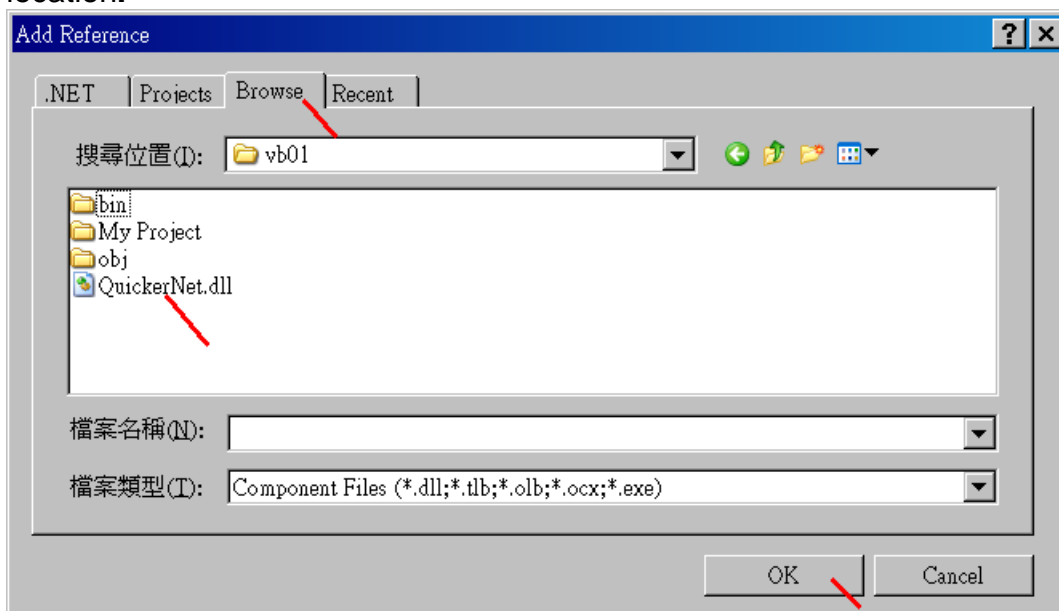 location.
Add Reference
.NET Projects Browse Recent
搜尋位置(I): vb01
bin
My Project
obj
QuickerNet.dll
檔案名稱(N):
檔案類型(T): Component Files (*.dll;*.tlb;*.olb;*.ocx;*.exe)
OK Cancel